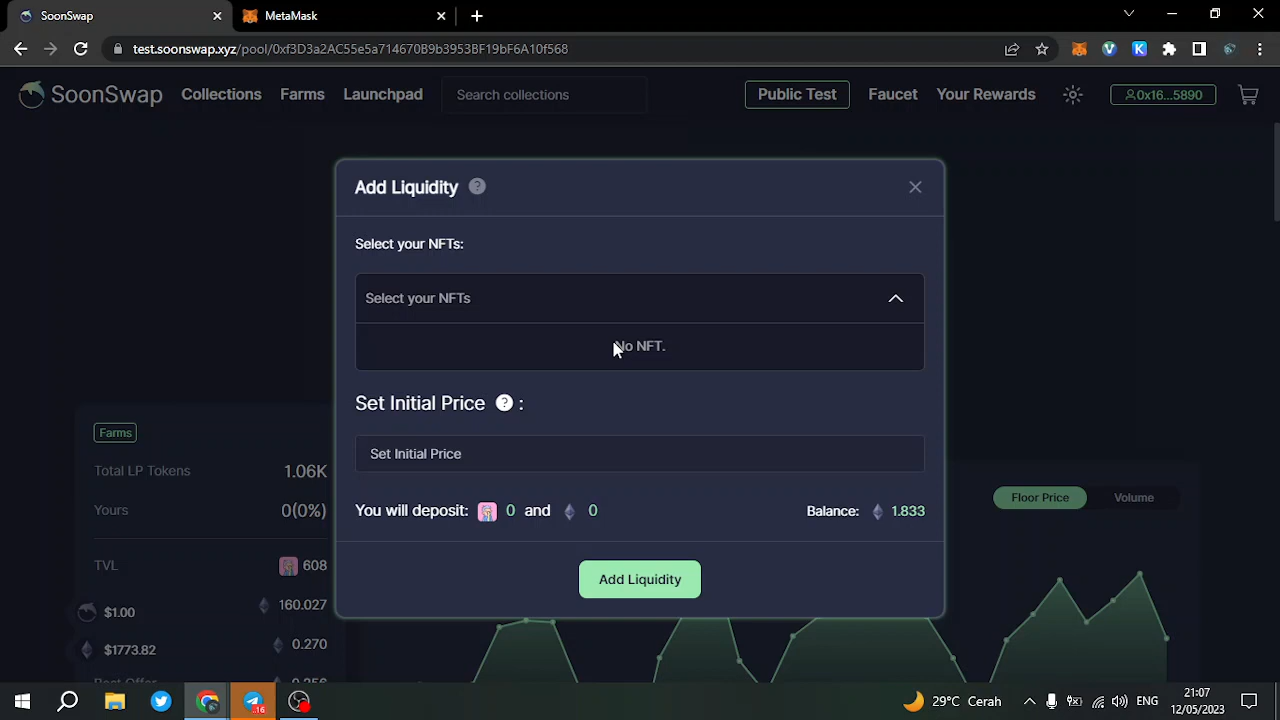 SoonSwap
MetaMask
test.soonswap.xyz/pool/0xf3D3a2AC55e5a714670B9b3953BF19bF6A10f568
SoonSwap Collections Farms Launchpad Search collections Public Test Faucet Your Rewards 0x16...5890
Add Liquidity ?
Select your NFTs:
Select your NFTs
No NFT.
Set Initial Price ? :
Set Initial Price
You will deposit: 0 and 0 Balance: 1.833
Add Liquidity
Farms
Total LP Tokens 1.06K
Yours 0(0%)
TVL 608
$1.00 160.027
$1773.82 0.270
Best Offer 0.256
Floor Price Volume
16
29°C Cerah ENG 21:07
12/05/2023